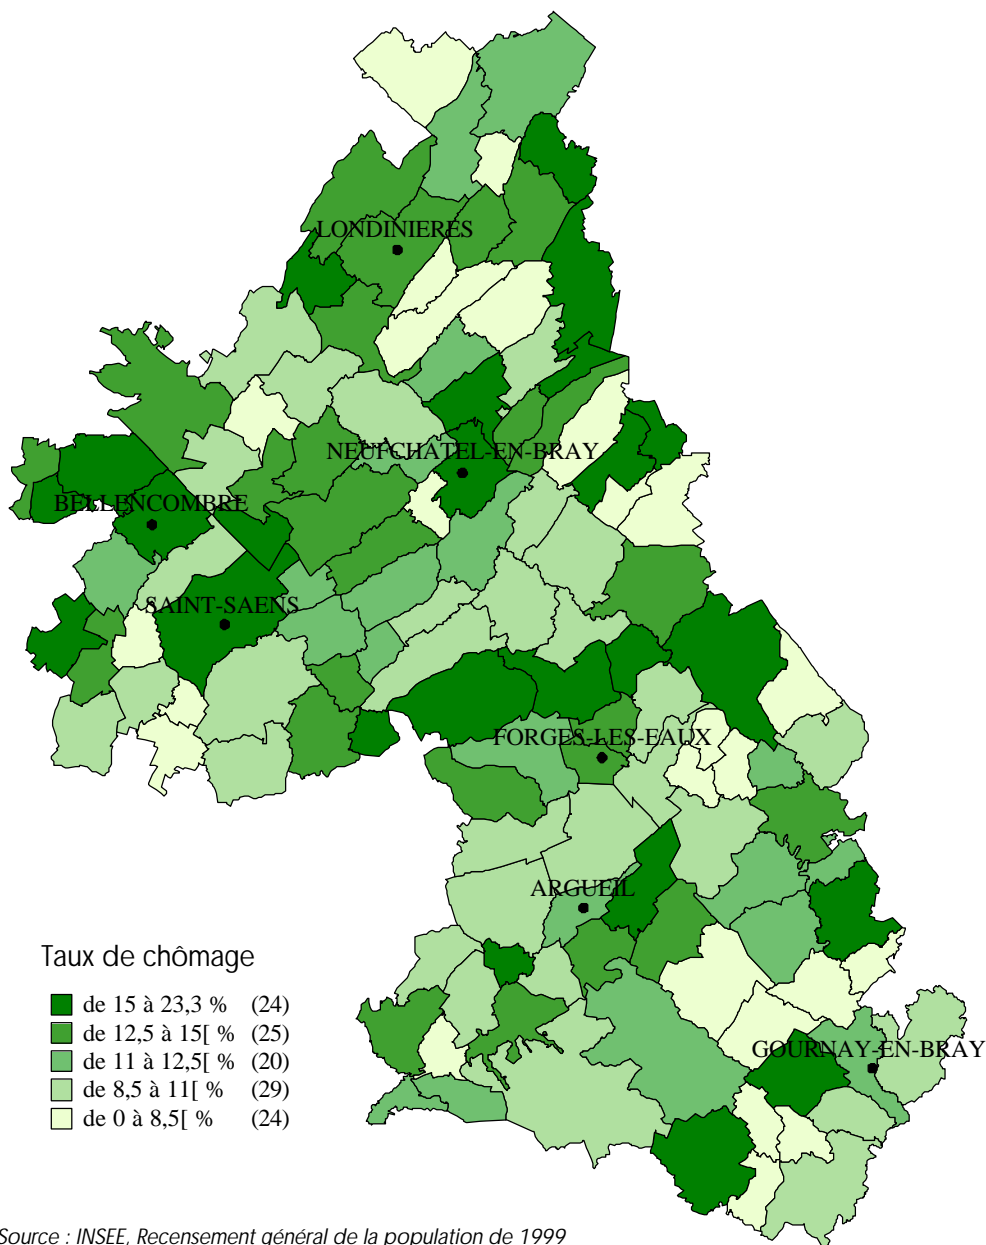 LONDINIERES
NEUFCHATEL-EN-BRAY
BELLENCOMBRE
SAINT-SAENS
FORGES-LES-EAUX
ARGUEIL
GOURNAY-EN-BRAY
Taux de chômage
de 15 à 23,3 % (24)
de 12,5 à 15[ % (25)
de 11 à 12,5[ % (20)
de 8,5 à 11[ % (29)
de 0 à 8,5[ % (24)
Source : INSEE, Recensement général de la population de 1999